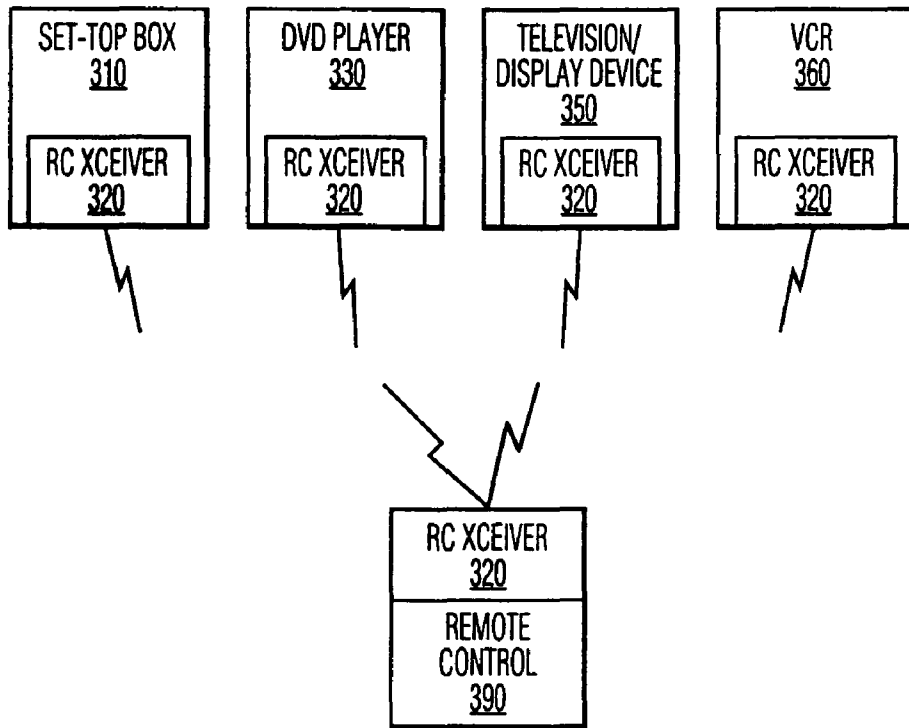 SET-TOP BOX
310
RC XCEIVER
320
DVD PLAYER
330
RC XCEIVER
320
TELEVISION/
DISPLAY DEVICE
350
RC XCEIVER
320
VCR
360
RC XCEIVER
320
RC XCEIVER
320
REMOTE
CONTROL
390